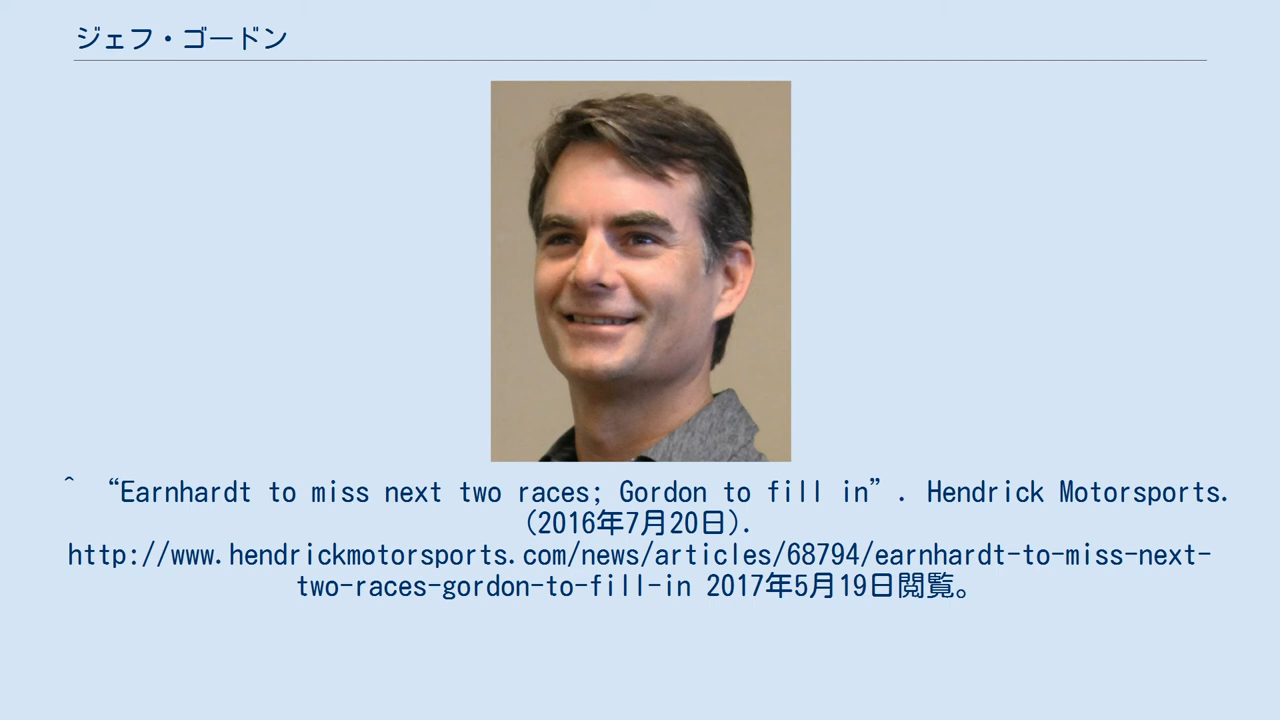 ジェフ・ゴードン
^ “Earnhardt to miss next two races; Gordon to fill in”. Hendrick Motorsports.
(2016年7月20日).
http://www.hendrickmotorsports.com/news/articles/68794/earnhardt-to-miss-next-
two-races-gordon-to-fill-in 2017年5月19日閲覧。